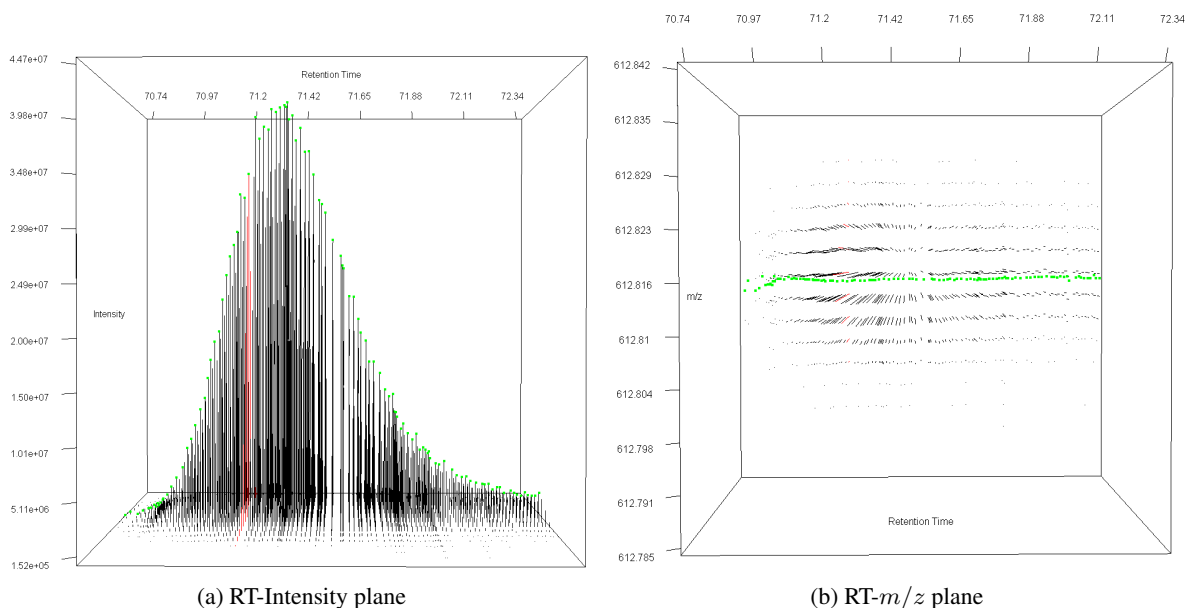 4.47e+07
3.98e+07
3.48e+07
2.99e+07
2.49e+07
2.00e+07
1.50e+07
1.01e+07
5.11e+06
1.52e+05
Retention Time
70.74 70.97 71.2 71.42 71.65 71.88 72.11 72.34
Intensity
(a) RT-Intensity plane
70.74 70.97 71.2 71.42 71.65 71.88 72.11 72.34
612.842
612.835
612.829
612.823
612.816
612.81
612.804
612.798
612.791
612.785
m/z
Retention Time
(b) RT-m/z plane